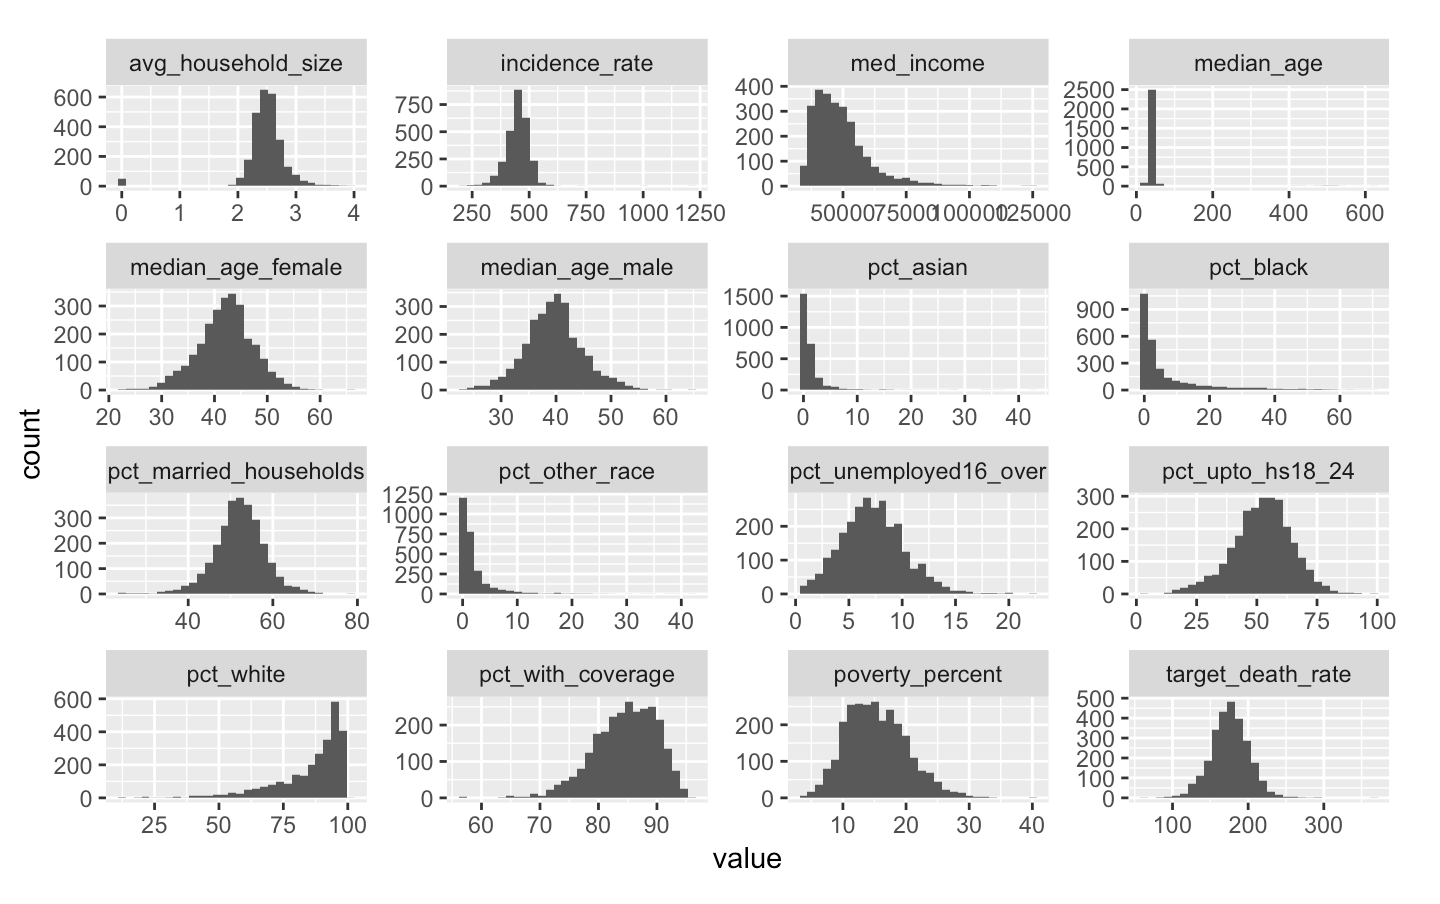 avg_household_size incidence_rate med_income median_age
600 400 200 0
0 1 2 3 4
750 500 250 0
250 500 750 1000 1250
400 300 200 100 0
50000 75000 100000 125000
2500 2000 1500 1000 500 0
0 200 400 600
median_age_female median_age_male pct_asian pct_black
300 200 100 0
20 30 40 50 60
300 200 100 0
30 40 50 60
1500 1000 500 0
0 10 20 30 40
900 600 300 0
0 20 40 60
count
pct_married_households pct_other_race pct_unemployed16_over pct_upto_hs18_24
300 200 100 0
40 60 80
1250 1000 750 500 250 0
0 10 20 30 40
200 100 0
0 5 10 15 20
300 200 100 0
0 25 50 75 100
pct_white pct_with_coverage poverty_percent target_death_rate
600 400 200 0
25 50 75 100
200 100 0
60 70 80 90
200 100 0
10 20 30 40
500 400 300 200 100 0
100 200 300
value